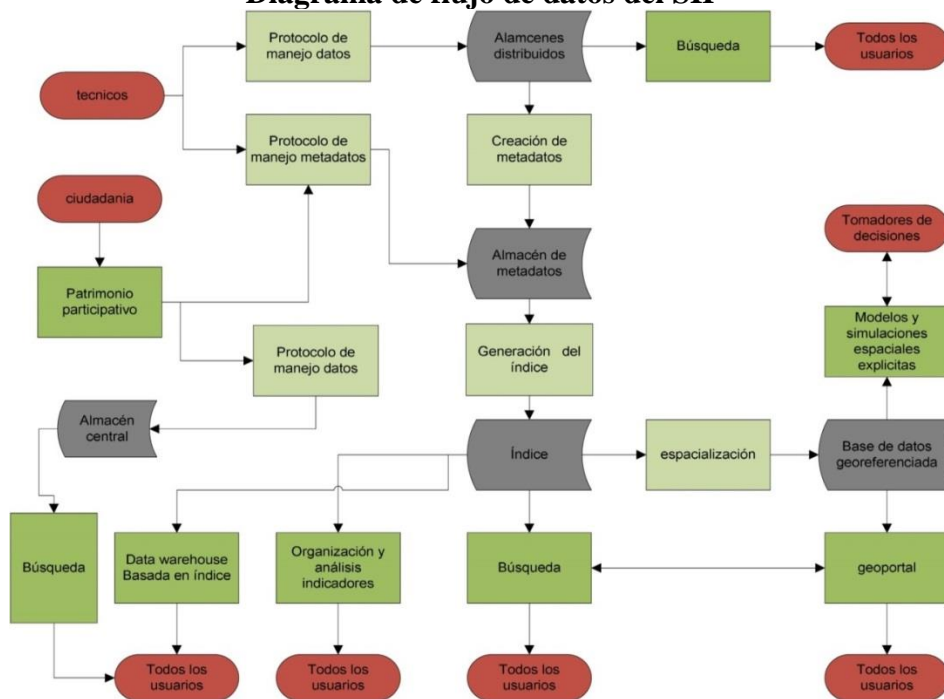 Diagrama de flujo de datos del SIP
Protocolo de
manejo datos
Alamcenes
distribuidos
Búsqueda
Todos los
usuarios
tecnicos
Protocolo de
manejo metadatos
Creación de
metadatos
ciudadania
Tomadores de
decisiones
Almacén de
metadatos
Patrimonio
participativo
Modelos y
simulaciones
espaciales
explicitas
Protocolo de
manejo datos
Generación del
índice
Almacén
central
Índice
espacialización
Base de datos
georeferenciada
Búsqueda
Data warehouse
Basada en índice
Organización y
análisis
indicadores
Búsqueda
geoportal
Todos los
usuarios
Todos los
usuarios
Todos los
usuarios
Todos los
usuarios